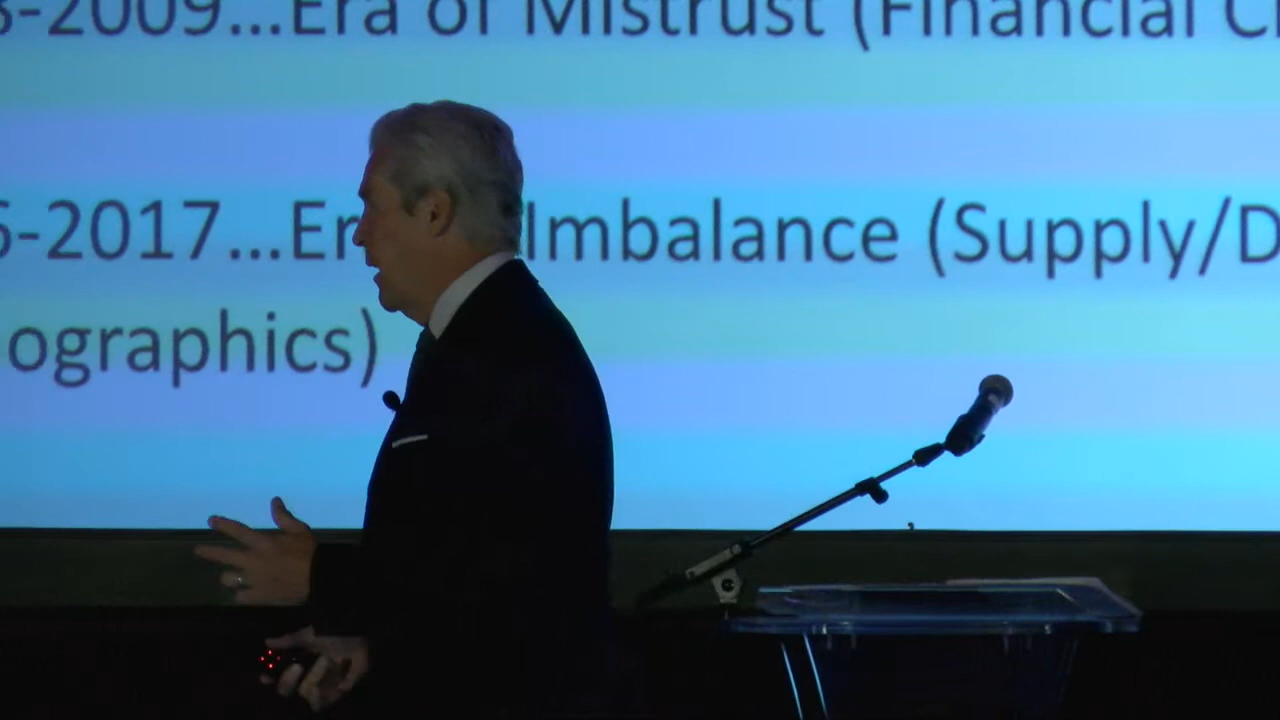 -2009...Era of Mistrust (Financial C
-2017...Er Imbalance (Supply/D
ographics)